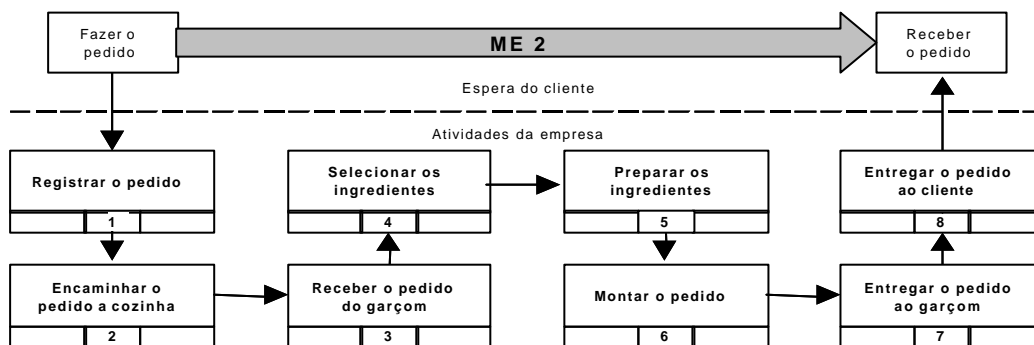 Fazer o
pedido
ME 2
Receber
o pedido
Espera do cliente
Atividades da empresa
Registrar o pedido
1
Selecionar os
ingredientes
4
Preparar os
ingredientes
5
Entregar o pedido
ao cliente
8
Encaminhar o
pedido a cozinha
2
Receber o pedido
do garçom
3
Montar o pedido
6
Entregar o pedido
ao garçom
7